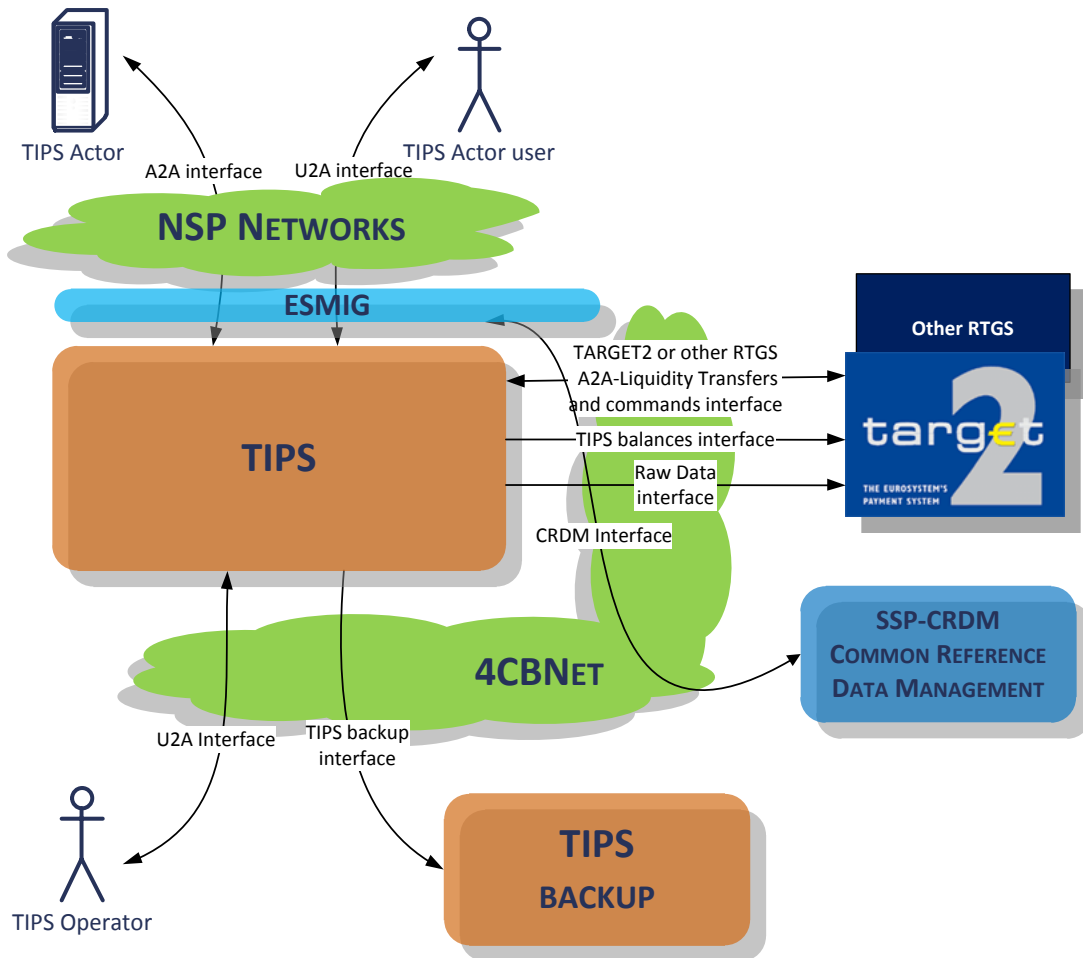 TIPS Actor
TIPS Actor user
A2A interface
U2A interface
NSP NETWORKS
ESMIG
Other RTGS
TARGET2 or other RTGS
A2A-Liquidity Transfers
and commands interface
TIPS
TIPS balances interface
Raw Data
interface
target
2
THE EUROSYSTEM'S
PAYMENT SYSTEM
CRDM Interface
SSP-CRDM
COMMON REFERENCE
DATA MANAGEMENT
4CBNET
U2A Interface
TIPS backup
interface
TIPS
BACKUP
TIPS Operator